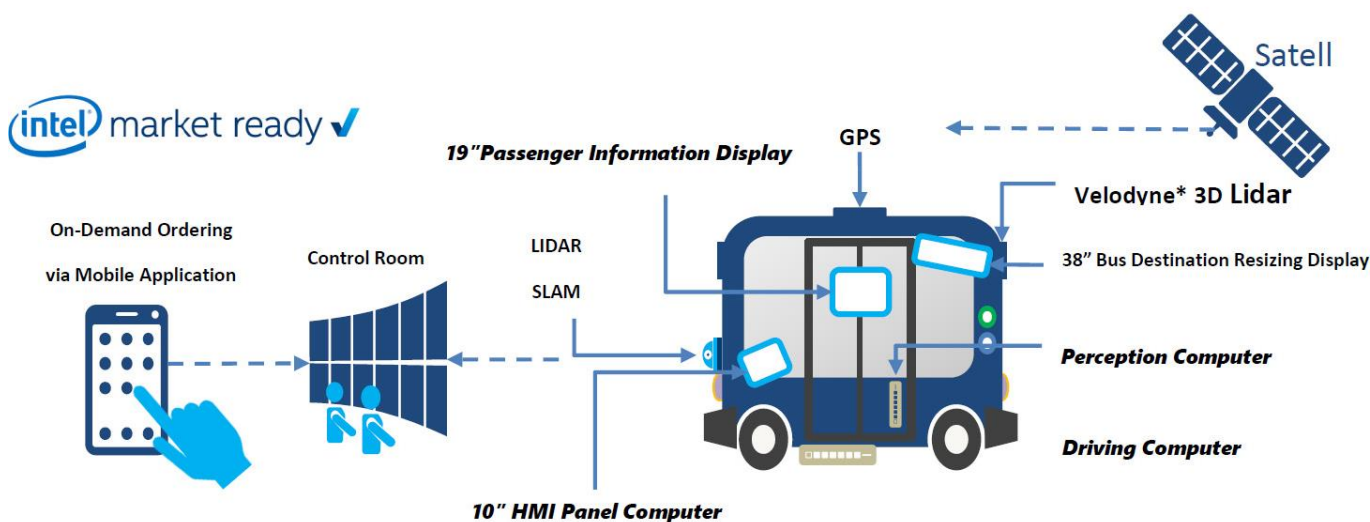 Satell
intel® market ready
19"Passenger Information Display
GPS
Velodyne* 3D Lidar
On-Demand Ordering
via Mobile Application
Control Room
LIDAR
SLAM
38” Bus Destination Resizing Display
Perception Computer
Driving Computer
10" HMI Panel Computer